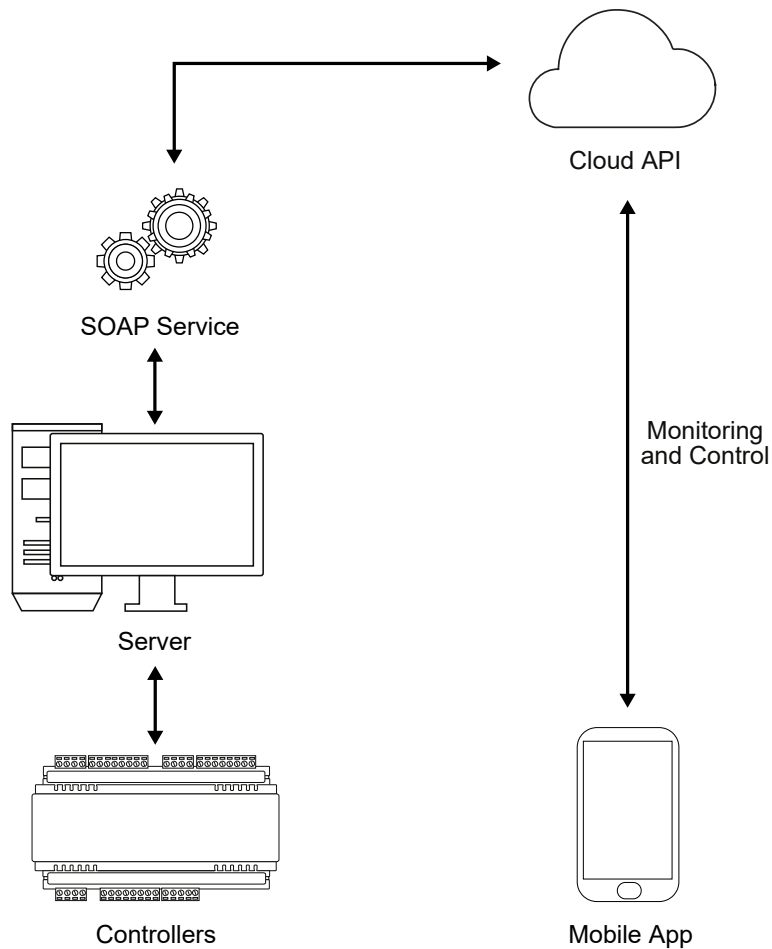 Cloud API
SOAP Service
Monitoring
and Control
Server
Controllers
Mobile App